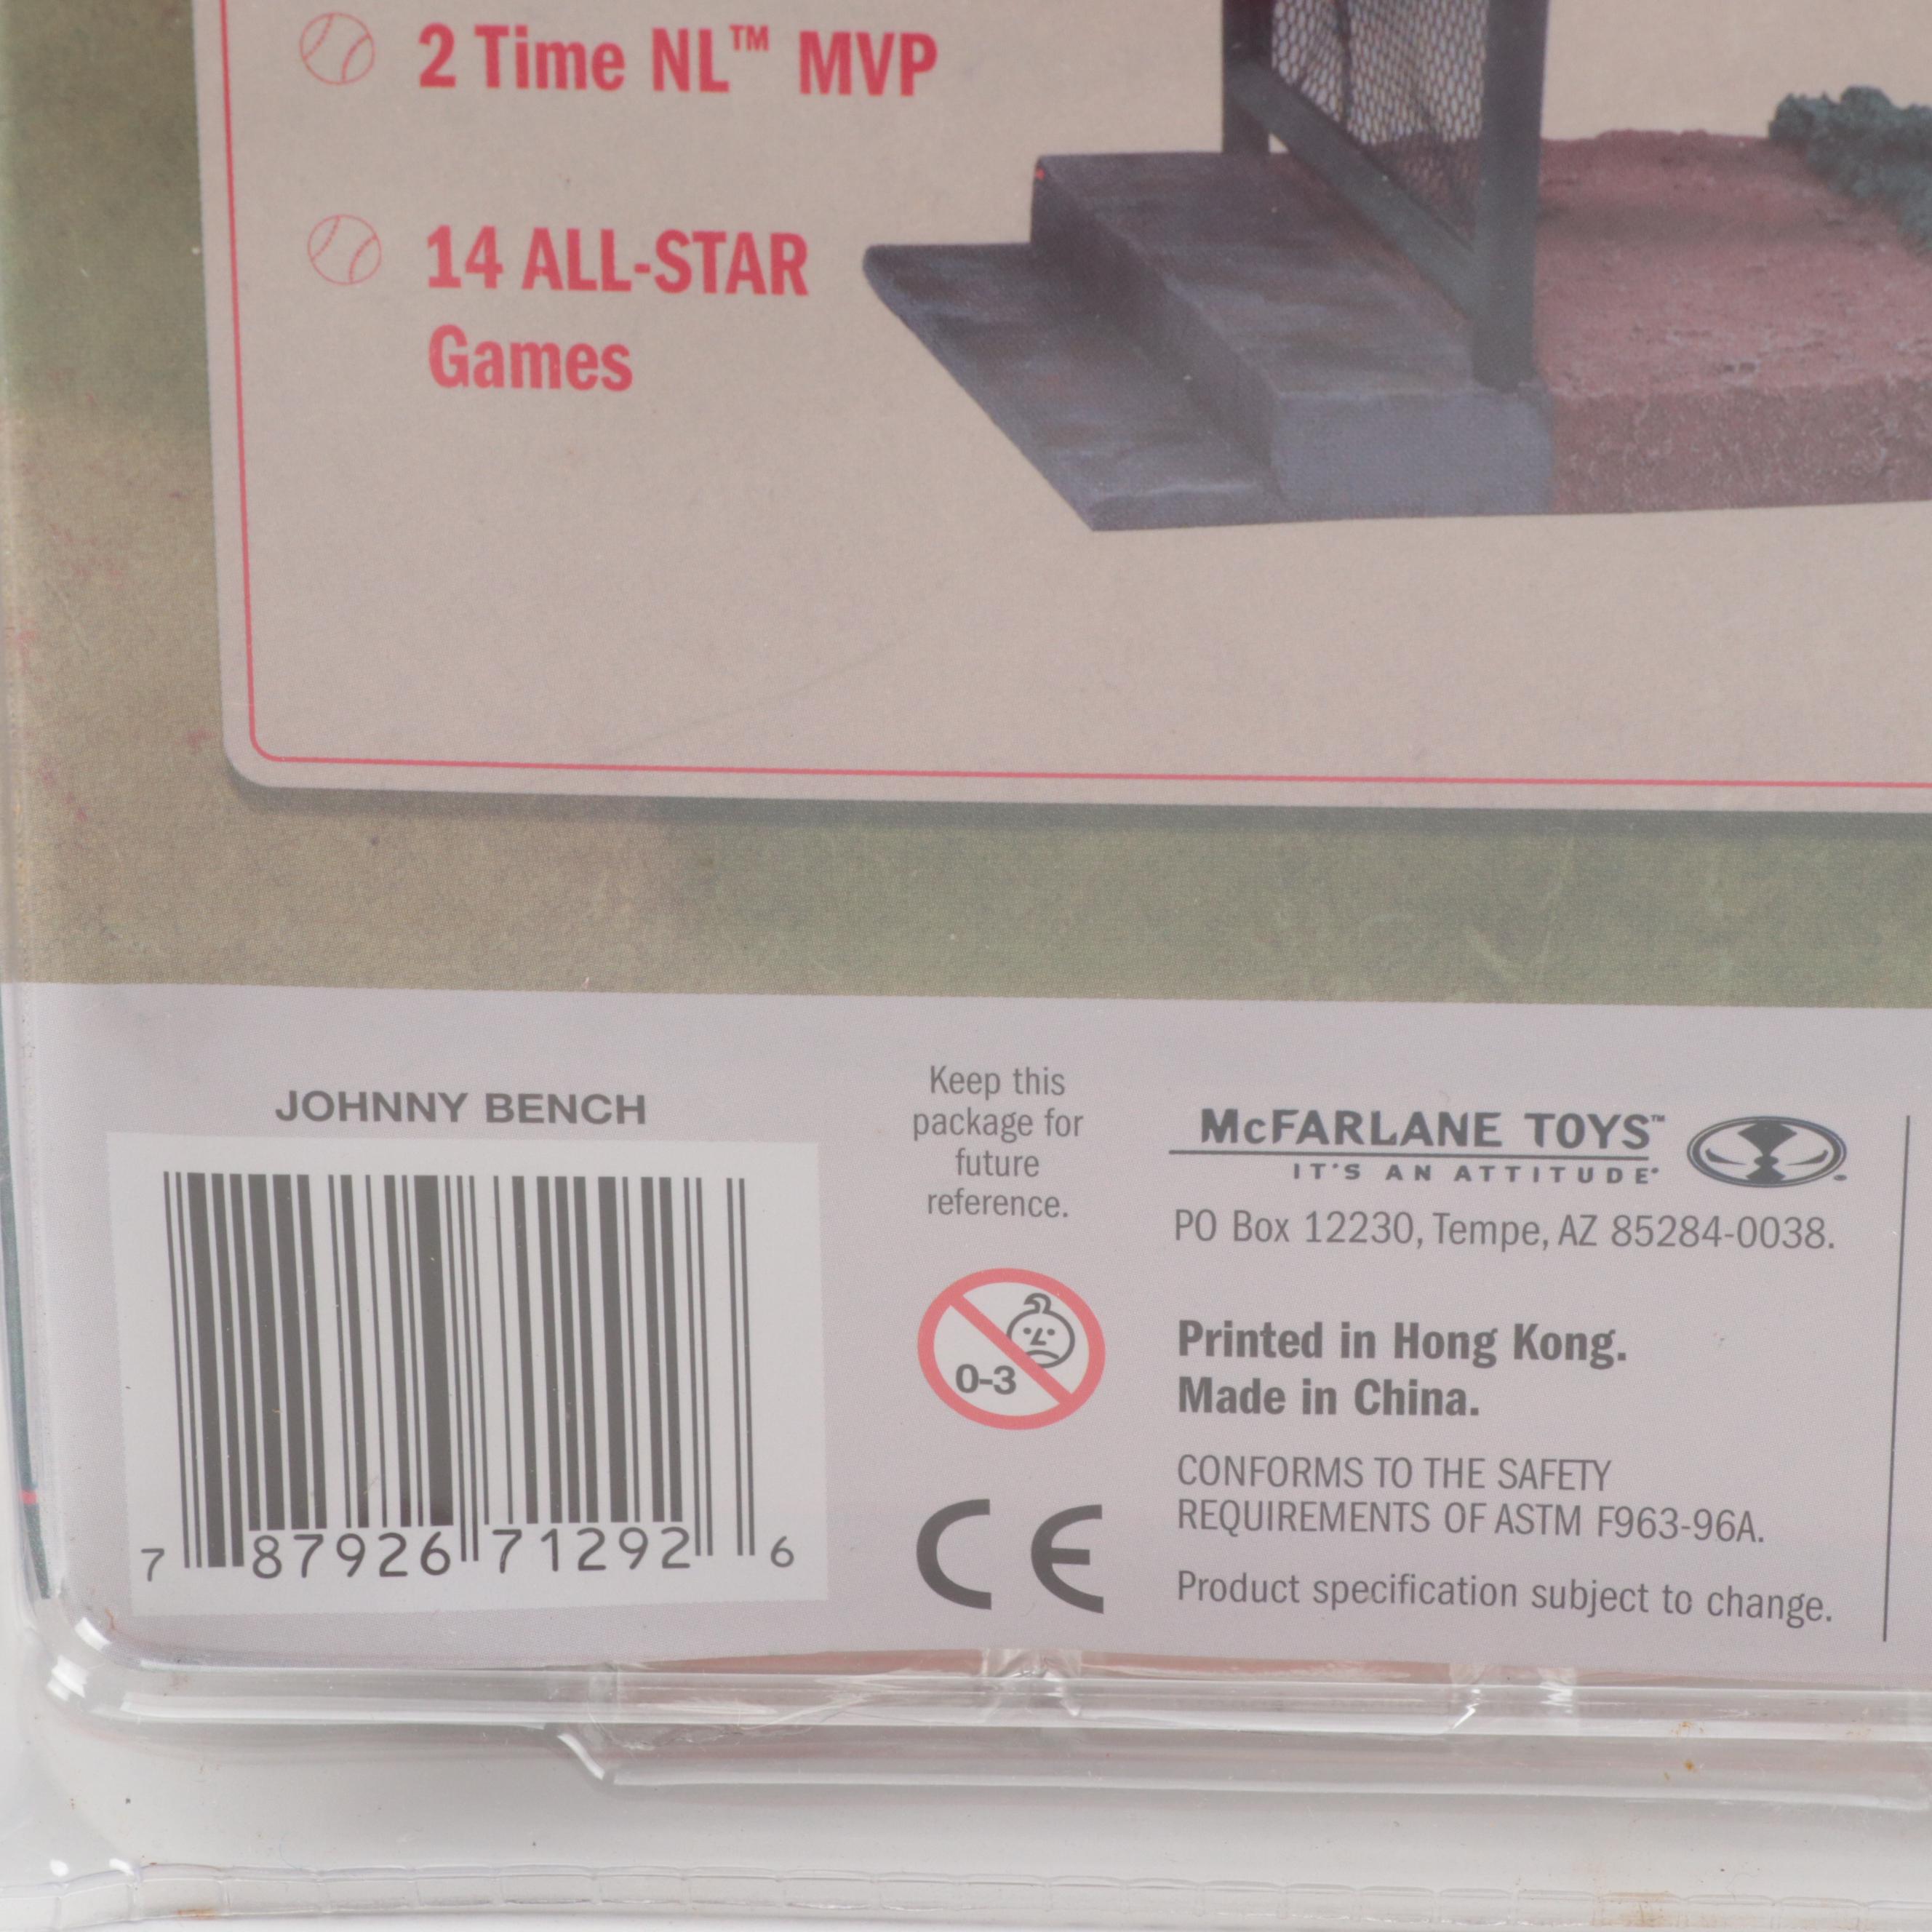 2 Time NL™ MVP
14 ALL-STAR
Games
JOHNNY BENCH
7 87926 71292 6
Keep this
package for
future
reference.
0-3
CE
McFARLANE TOYS™
IT'S AN ATTITUDE®
PO Box 12230, Tempe, AZ 85284-0038.
Printed in Hong Kong.
Made in China.
CONFORMS TO THE SAFETY
REQUIREMENTS OF ASTM F963-96A.
Product specification subject to change.